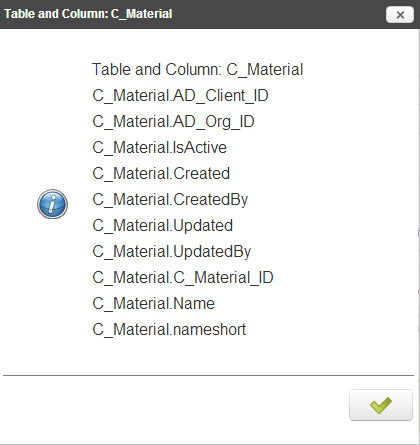 Table and Column: C_Material
Table and Column: C_Material
C_Material.AD_Client_ID
C_Material.AD_Org_ID
C_Material.IsActive
C_Material.Created
C_Material.CreatedBy
C_Material.Updated
C_Material.UpdatedBy
C_Material.C_Material_ID
C_Material.Name
C_Material.nameshort